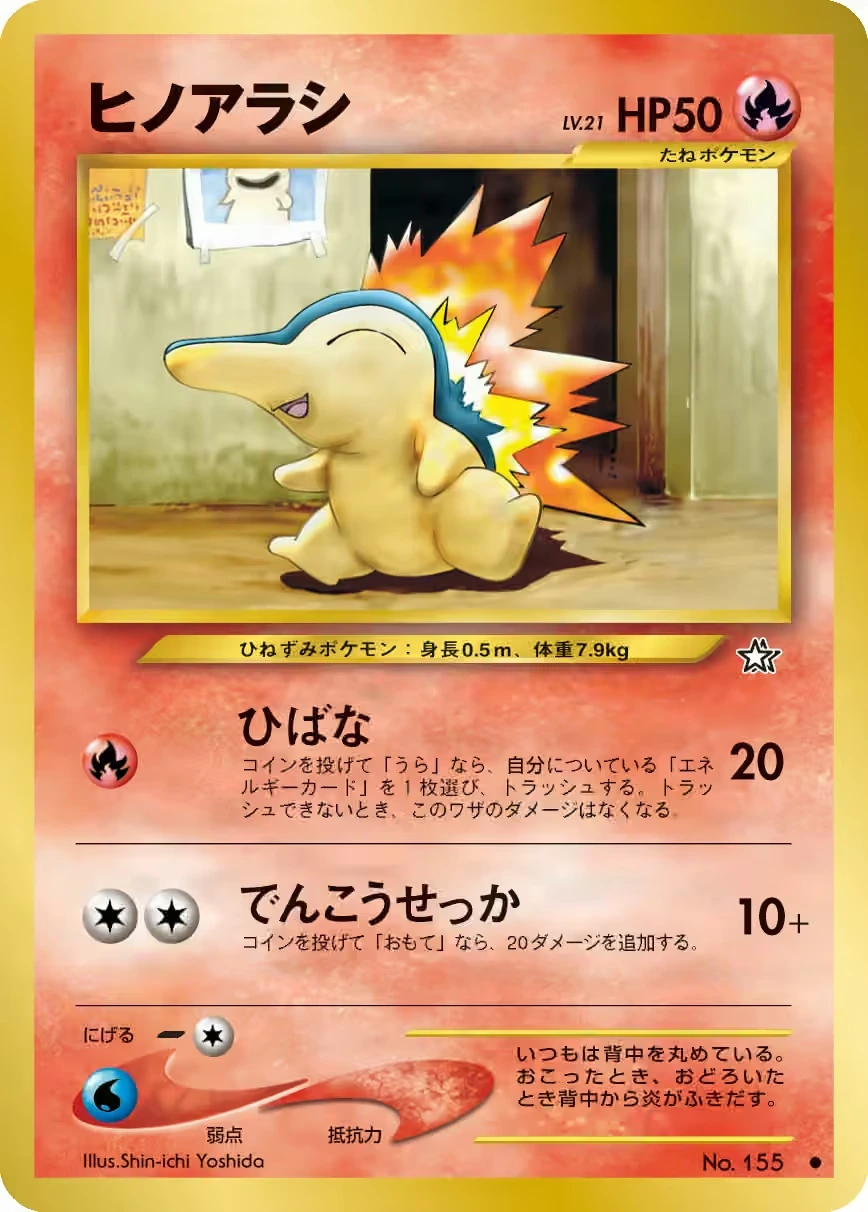 ヒノアラシ
LV.21 HP50
たねポケモン
ひねずみポケモン：身長0.5m、体重7.9kg
ひばな
コインを投げて「うら」なら、自分についている「エネ
ルギーカード」を1枚選び、トラッシュする。トラッ
シュできないとき、このワザのダメージはなくなる。
20
でんこうせっか
コインを投げて「おもて」なら、20ダメージを追加する。
10+
にげる
弱点
抵抗力
いつもは背中を丸めている。
おこったとき、おどろいた
とき背中から炎がふきだす。
Illus.Shin-ichi Yoshida
No. 155